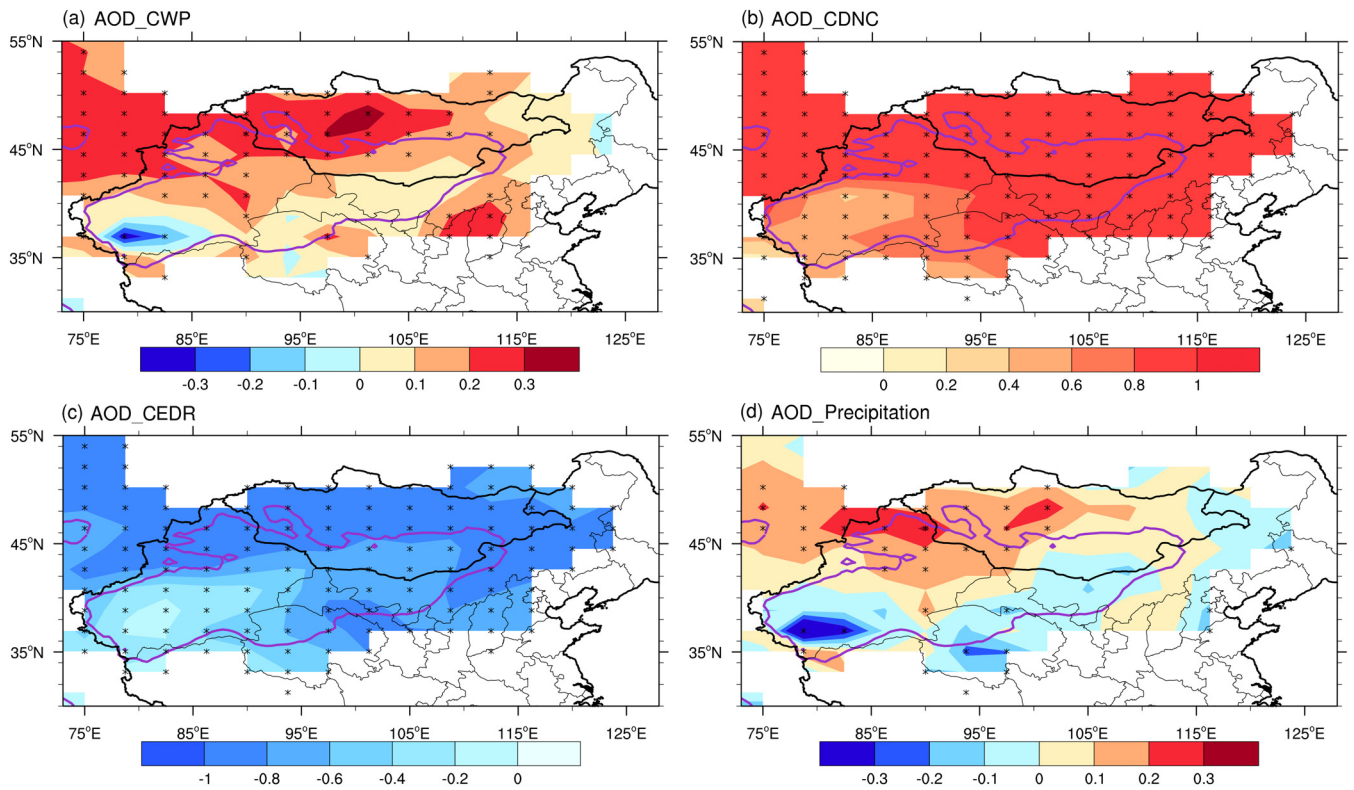 (a) AOD_CWP
55°N
45°N
35°N
75°E 85°E 95°E 105°E 115°E 125°E
-0.3 -0.2 -0.1 0 0.1 0.2 0.3
(b) AOD_CDNC
55°N
45°N
35°N
75°E 85°E 95°E 105°E 115°E 125°E
0 0.2 0.4 0.6 0.8 1
(c) AOD_CEDR
55°N
45°N
35°N
75°E 85°E 95°E 105°E 115°E 125°E
-1 -0.8 -0.6 -0.4 -0.2 0
(d) AOD_Precipitation
55°N
45°N
35°N
75°E 85°E 95°E 105°E 115°E 125°E
-0.3 -0.2 -0.1 0 0.1 0.2 0.3